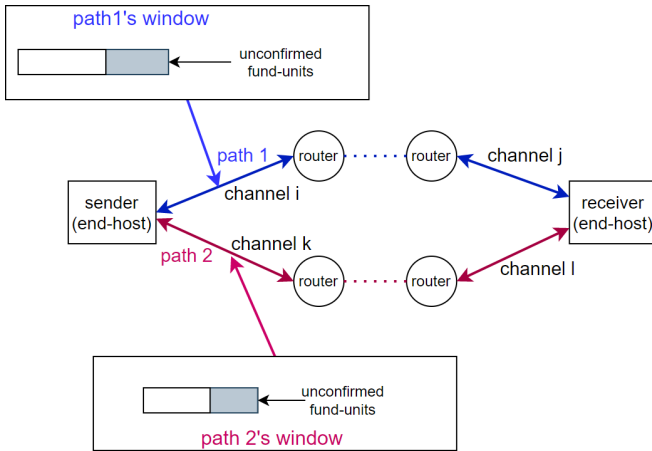 path1's window
unconfirmed
fund-units
path 1
router
router
channel j
sender
(end-host)
channel i
receiver
(end-host)
channel k
path 2
router
router
channel l
unconfirmed
fund-units
path 2's window